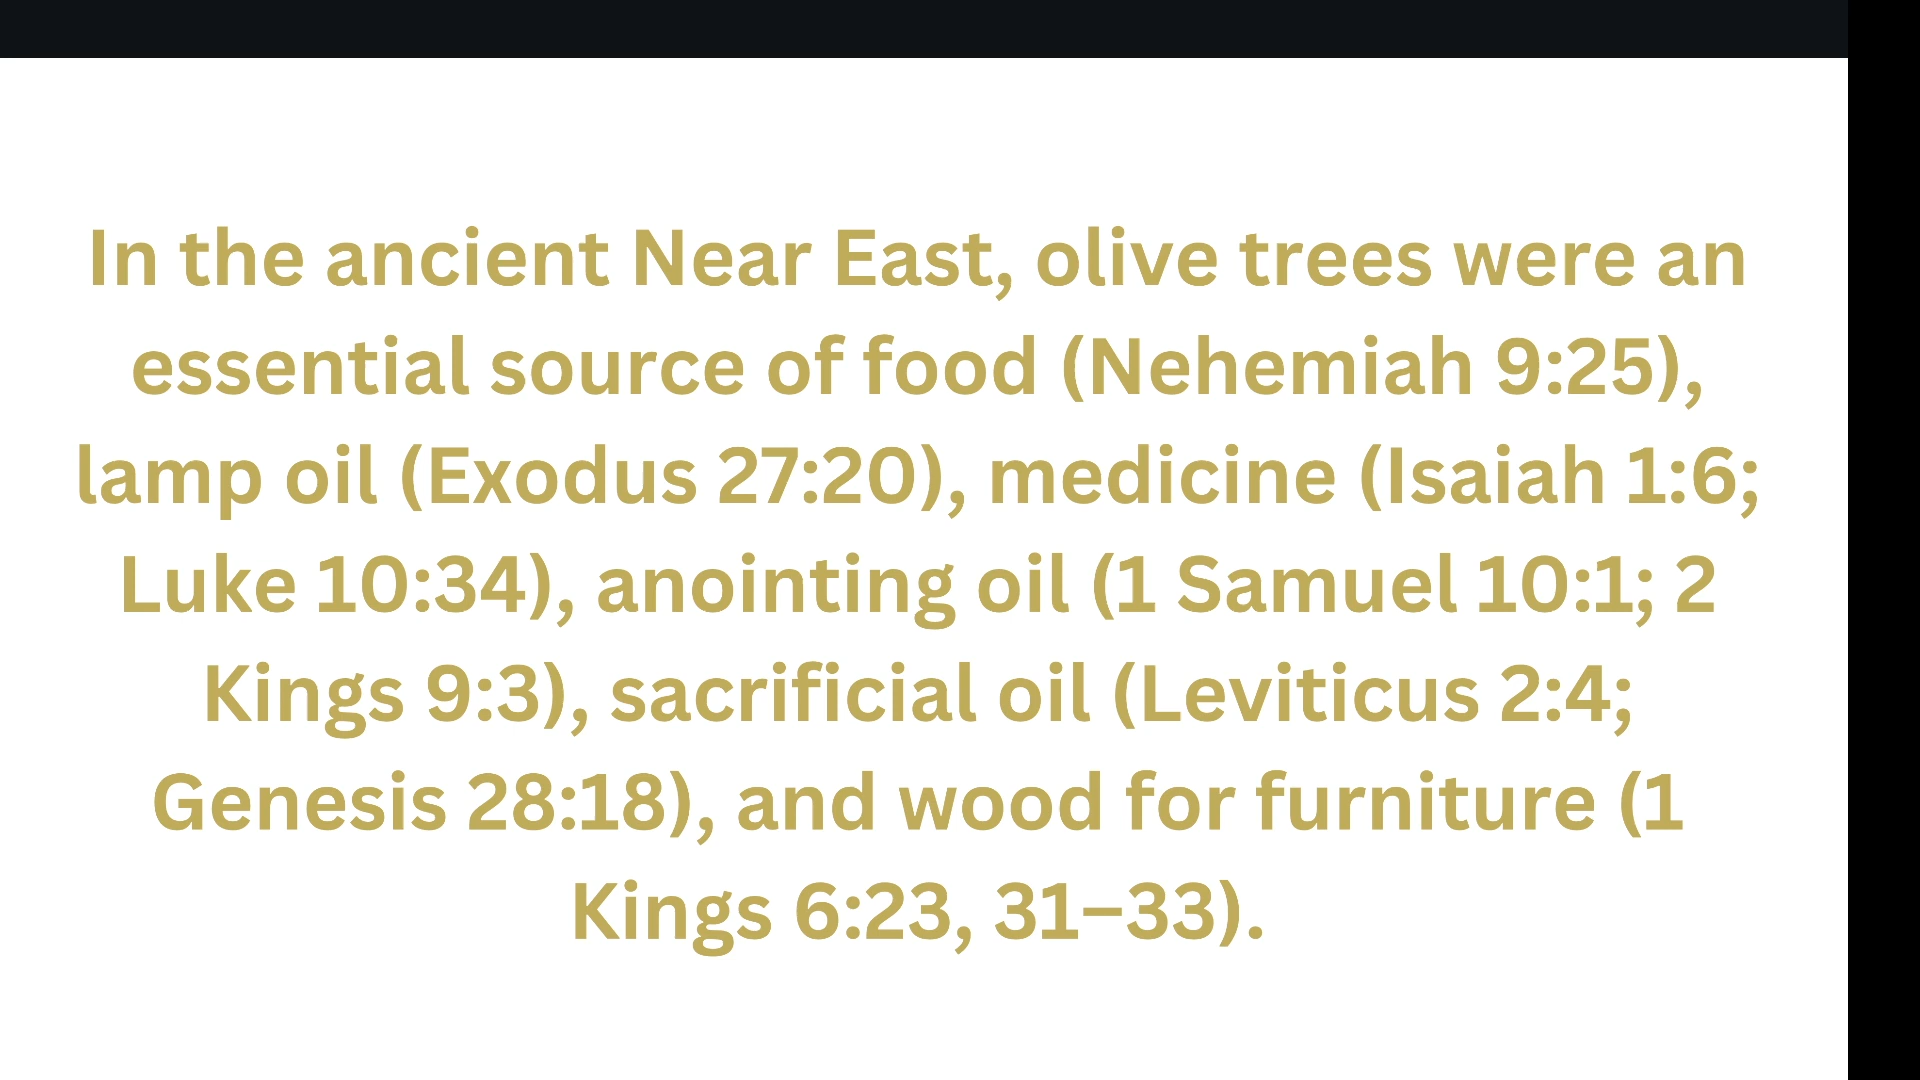 In the ancient Near East, olive trees were an
essential source of food (Nehemiah 9:25),
lamp oil (Exodus 27:20), medicine (Isaiah 1:6;
Luke 10:34), anointing oil (1 Samuel 10:1; 2
Kings 9:3), sacrificial oil (Leviticus 2:4;
Genesis 28:18), and wood for furniture (1
Kings 6:23, 31–33).